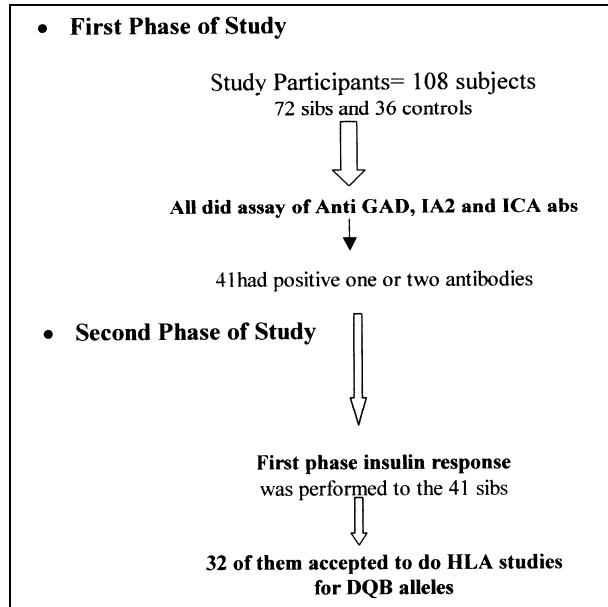 • First Phase of Study
Study Participants= 108 subjects
72 sibs and 36 controls
All did assay of Anti GAD, IA2 and ICA abs
41had positive one or two antibodies
• Second Phase of Study
First phase insulin response
was performed to the 41 sibs
32 of them accepted to do HLA studies
for DQB alleles